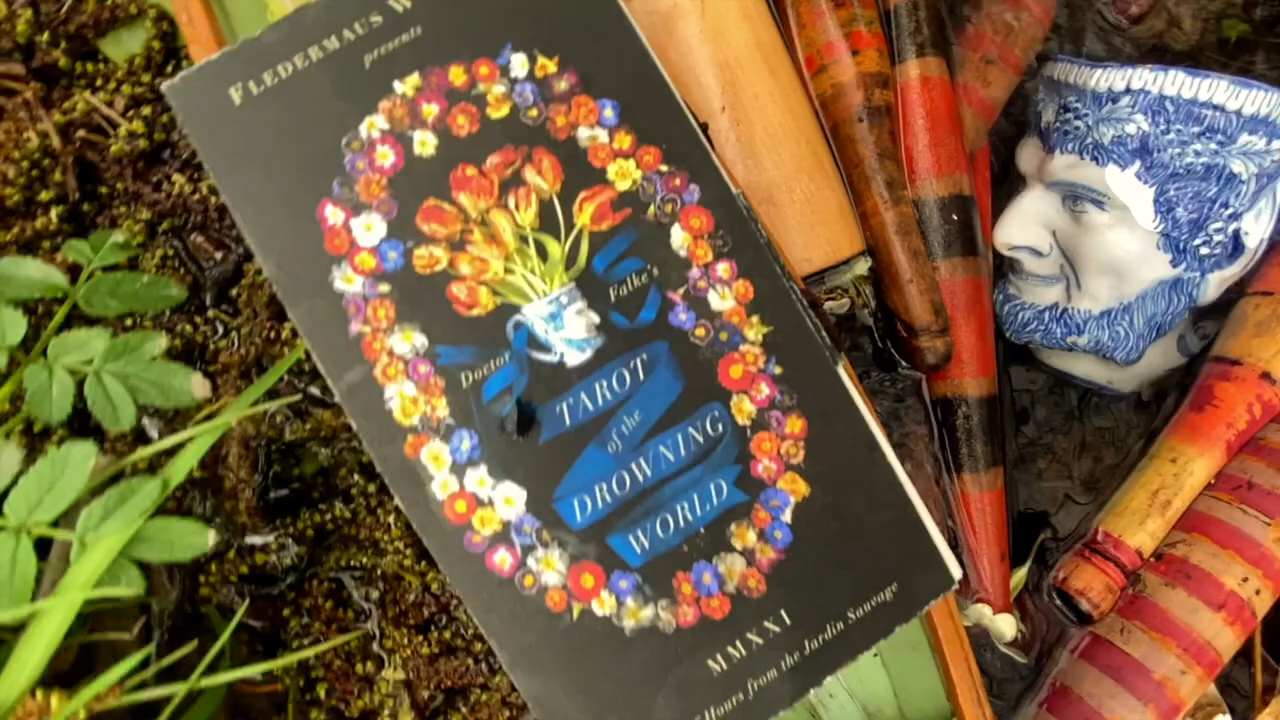 FLEDERMAUS
presents
Doctor Falke's
TAROT
of the
DROWNING
WORLD
MMXXI
Hours from the Jardin Sauvage